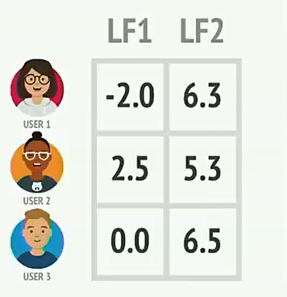 LF1 LF2
-2.0 6.3
USER 1
2.5 5.3
USER 2
0.0 6.5
USER 3